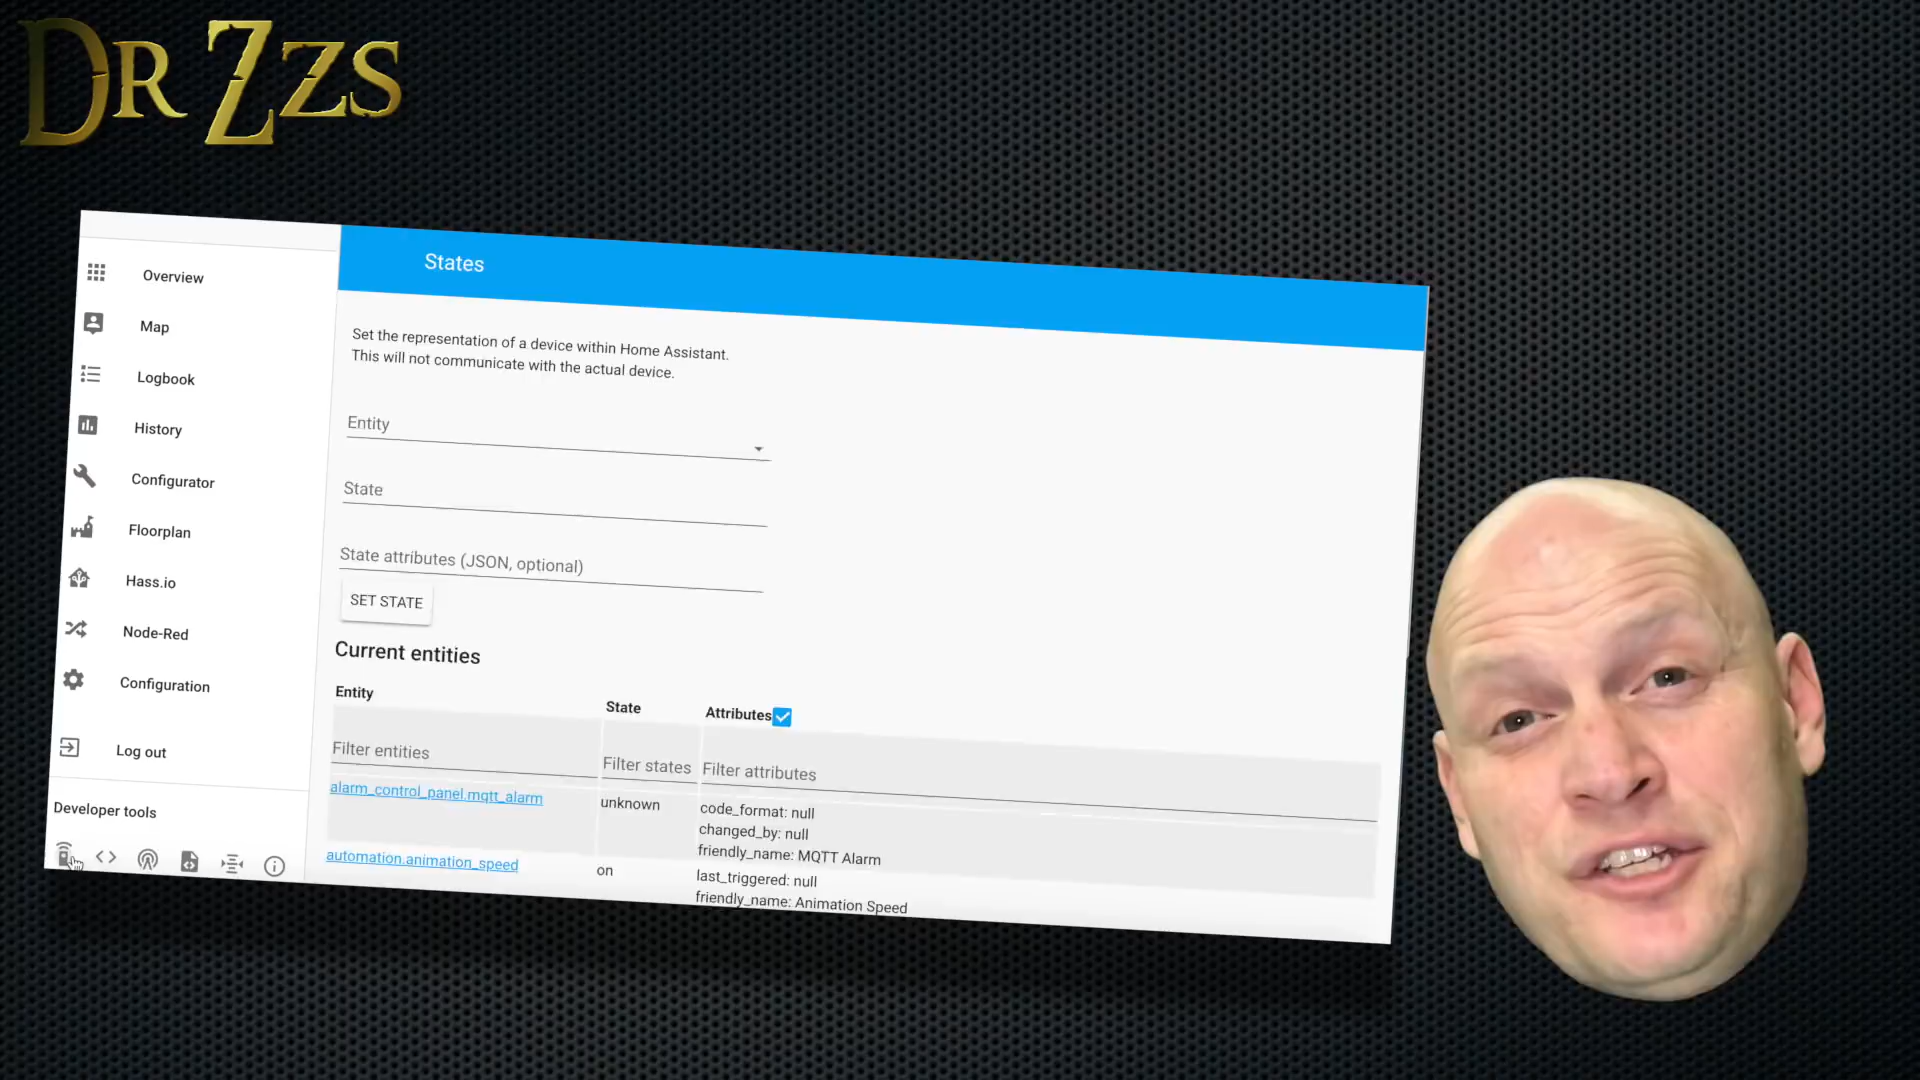 DR ZZS
States
Overview
Map
Logbook
History
Configurator
Floorplan
Hass.io
Node-Red
Configuration
Log out
Developer tools
Set the representation of a device within Home Assistant.
This will not communicate with the actual device.
Entity
State
State attributes (JSON, optional)
SET STATE
Current entities
Entity State Attributes
Filter entities Filter states Filter attributes
alarm_control_panel.mqtt_alarm unknown code_format: null
changed_by: null
friendly_name: MQTT Alarm
automation.animation_speed on last_triggered: null
friendly_name: Animation Speed